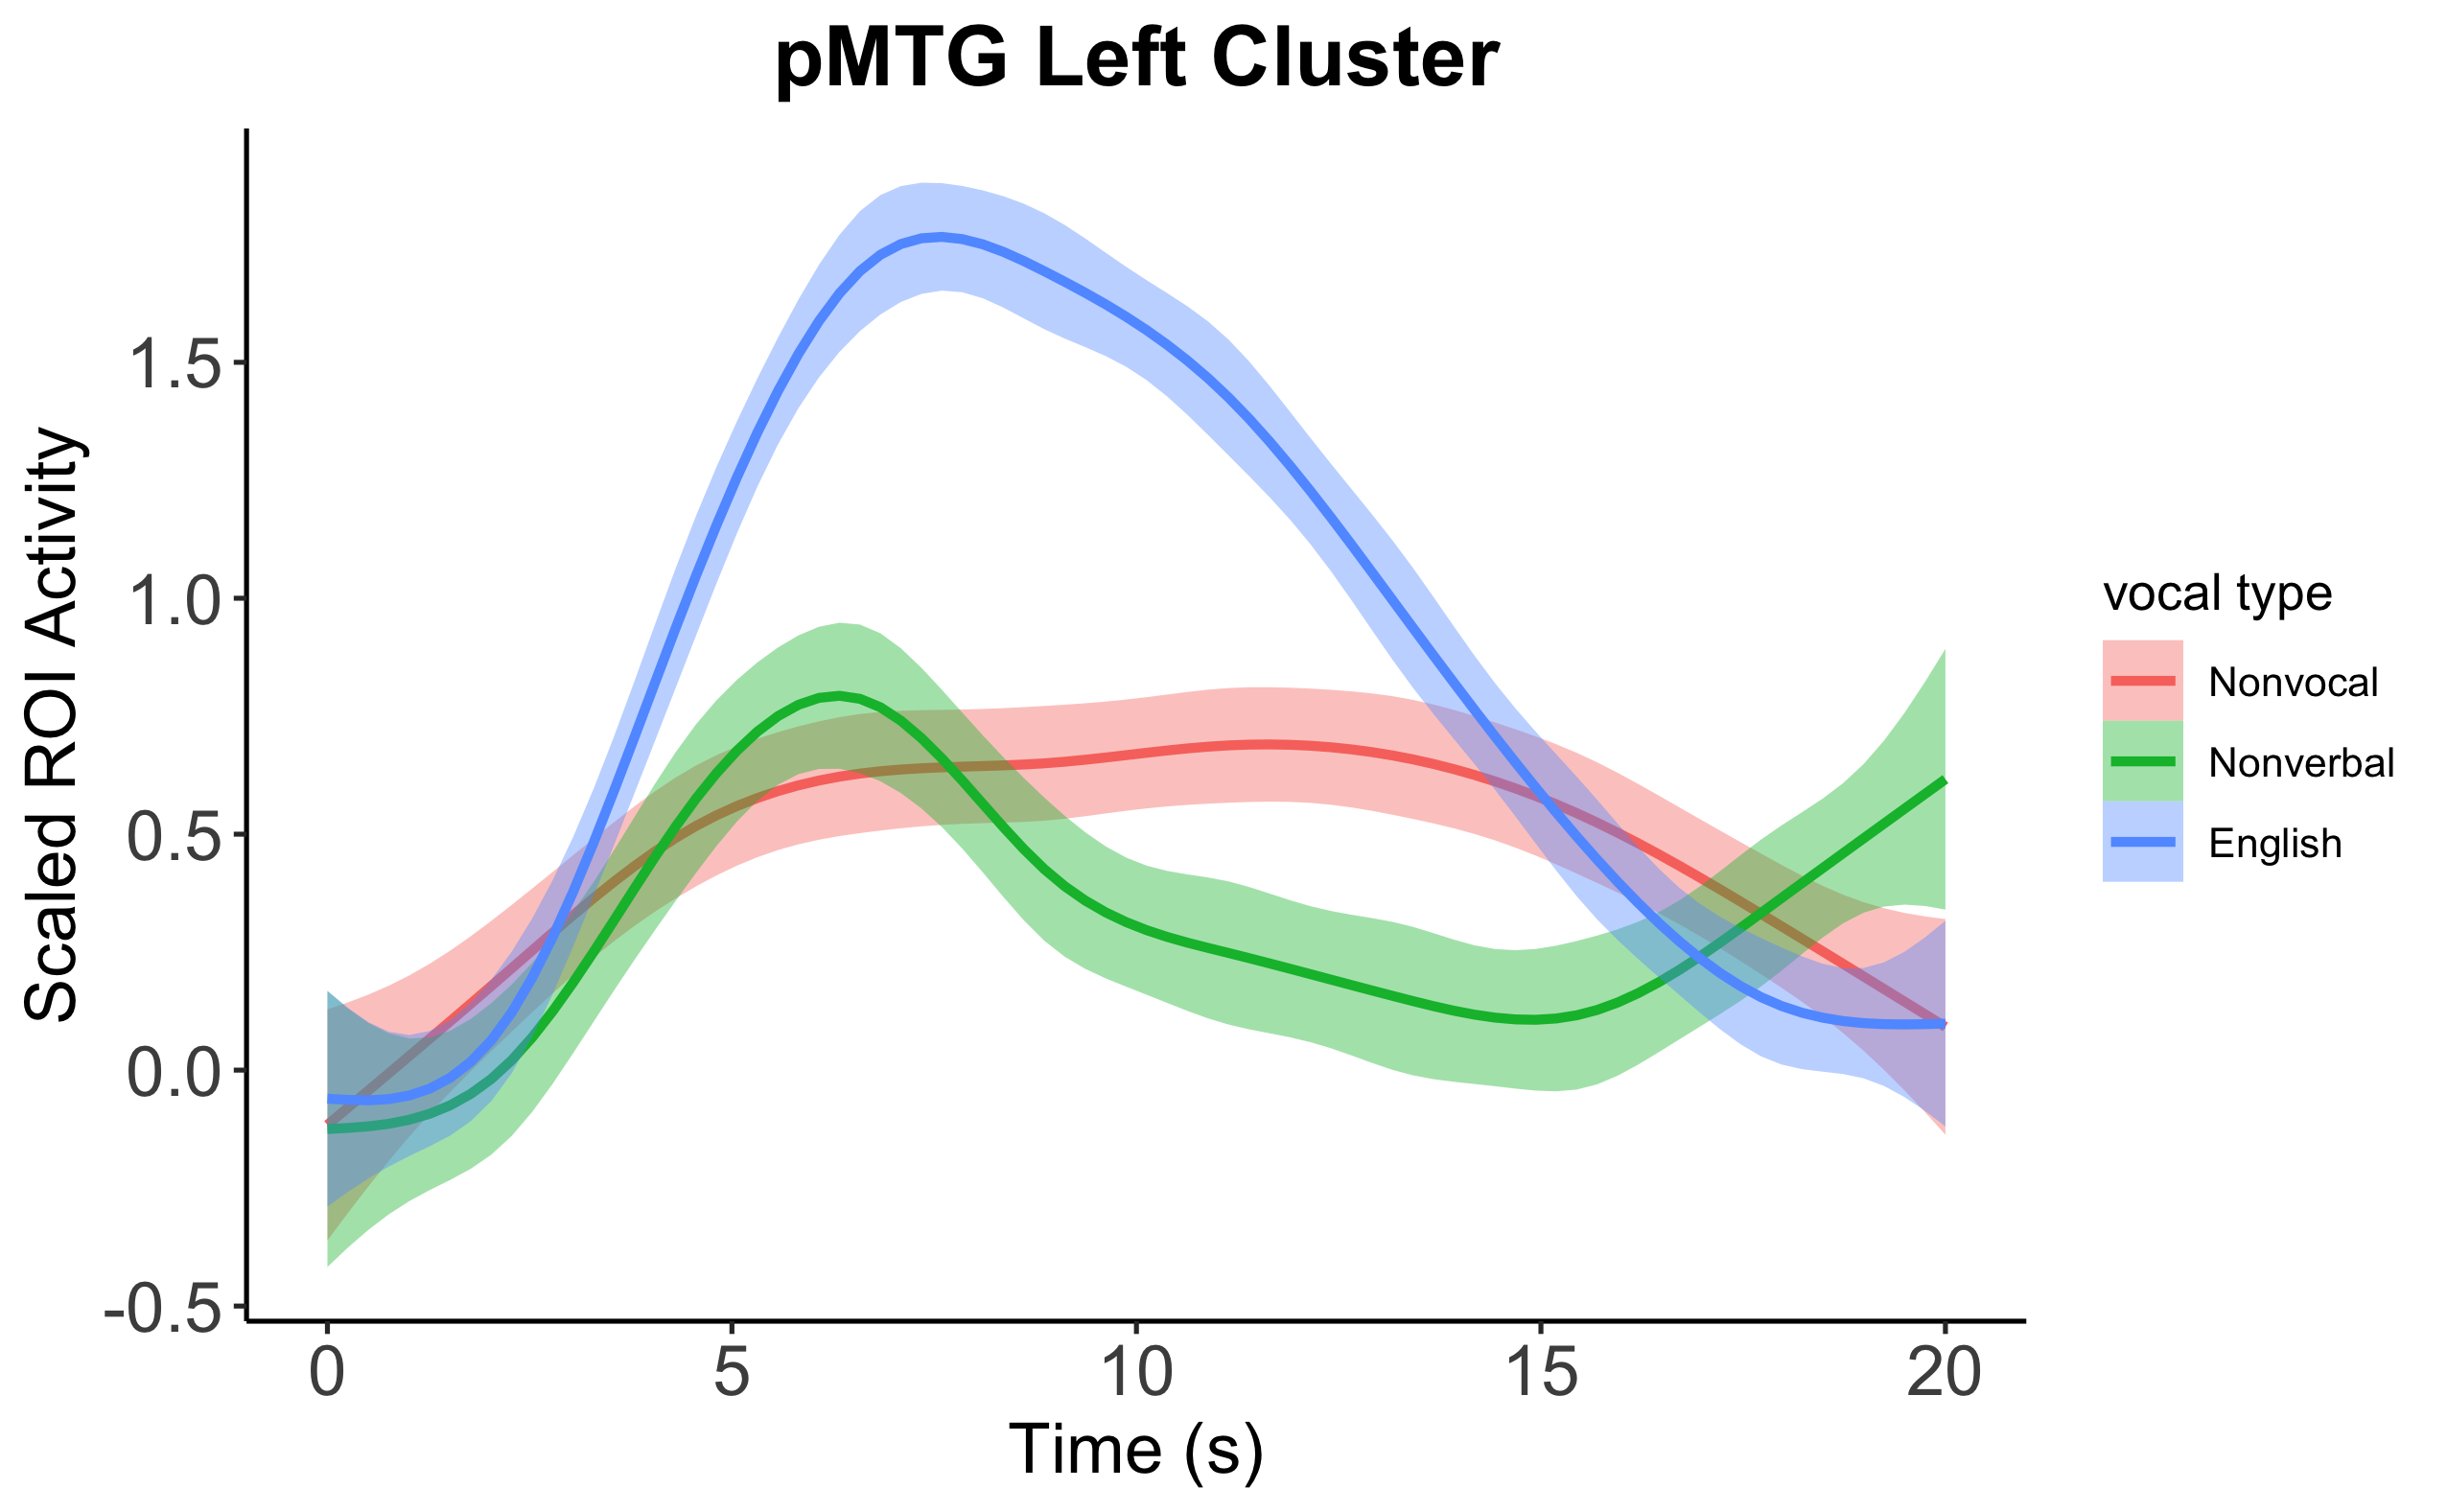 pMTG Left Cluster
Scaled ROI Activity
1.5
1.0
0.5
0.0
-0.5
0 5 10 15 20
Time (s)
vocal type
Nonvocal
Nonverbal
English